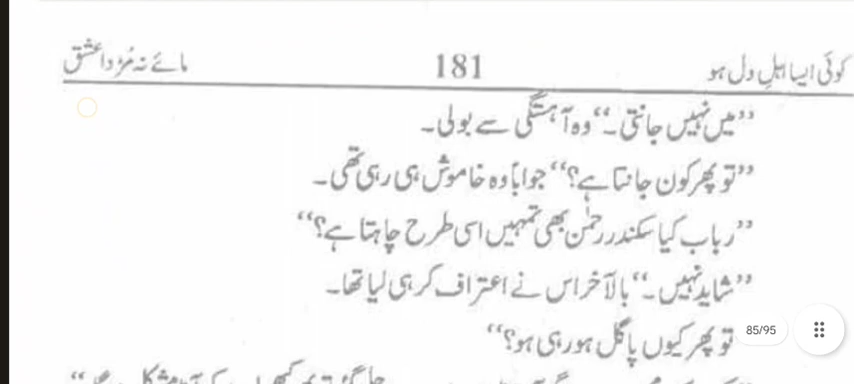 کوئی ایسا اہلِ دل ہو 181 مائے نہ مُڑدا عشق
”میں نہیں جانتی۔“ وہ آہستگی سے بولی۔
”تو پھر کون جانتا ہے؟“ جواباً وہ خاموش ہی رہی تھی۔
”رباب کیا سکندر رحمٰن بھی تمہیں اسی طرح چاہتا ہے؟“
”شاید نہیں۔“ بالآخر اس نے اعتراف کر ہی لیا تھا۔
تو پھر کیوں پاگل ہو رہی ہو؟“
85/95